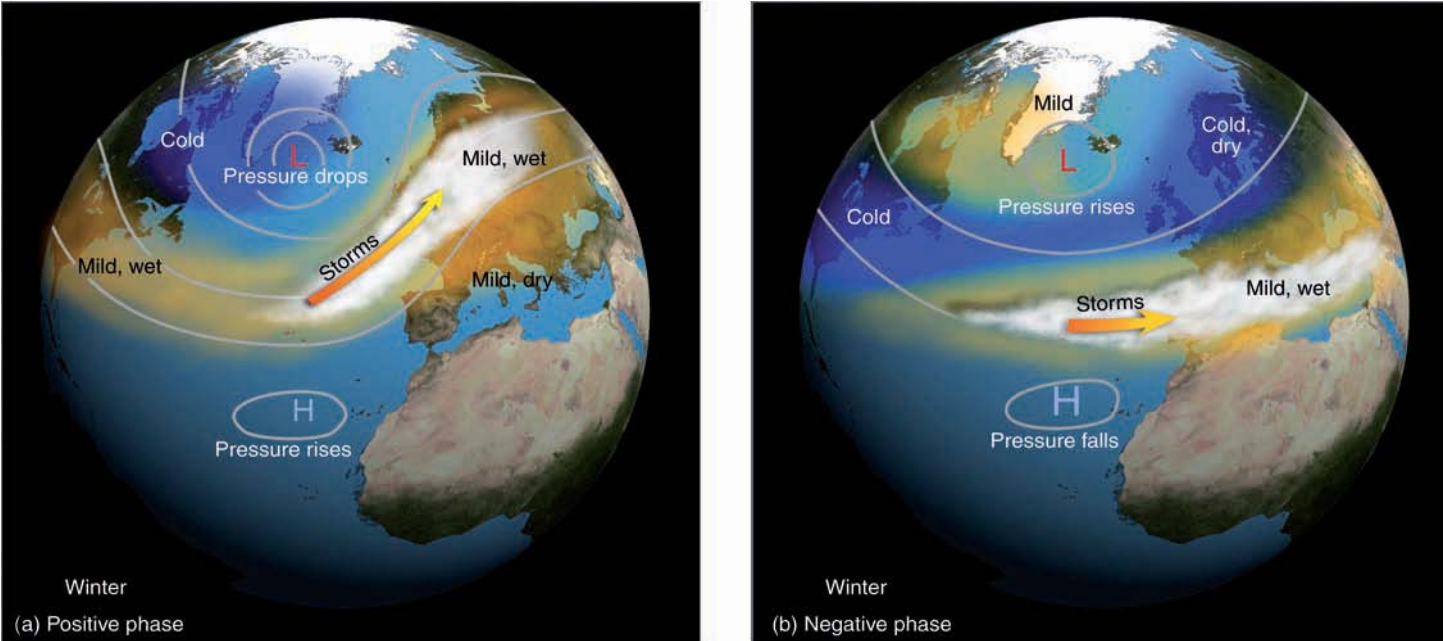 Cold
L
Pressure drops
Mild, wet
Mild, wet
Storms
Mild, dry
H
Pressure rises
Winter
(a) Positive phase
Mild
Cold,
dry
L
Pressure rises
Cold
Storms
Mild, wet
H
Pressure falls
Winter
(b) Negative phase